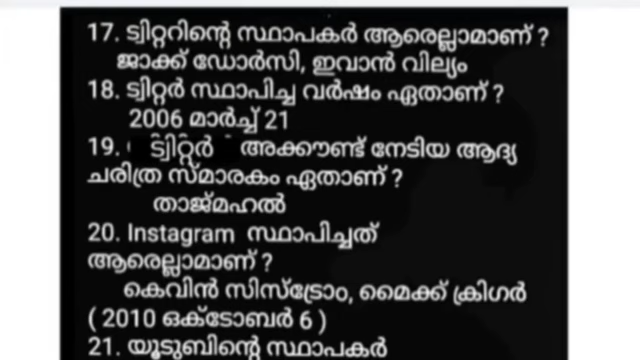 17. ട്വിറ്ററിന്റെ സ്ഥാപകർ ആരെല്ലാമാണ് ?
ജാക്ക് ഡോർസി, ഇവാൻ വില്യം
18. ട്വിറ്റർ സ്ഥാപിച്ച വർഷം ഏതാണ് ?
2006 മാർച്ച് 21
19. ട്വിറ്റർ അക്കൗണ്ട് നേടിയ ആദ്യ
ചരിത്ര സ്മാരകം ഏതാണ് ?
താജ്മഹൽ
20. Instagram സ്ഥാപിച്ചത്
ആരെല്ലാമാണ് ?
കെവിൻ സിസ്ട്രോം, മൈക്ക് ക്രിഗർ
( 2010 ഒക്ടോബർ 6 )
21. യൂടുബിന്റെ സ്ഥാപകർ